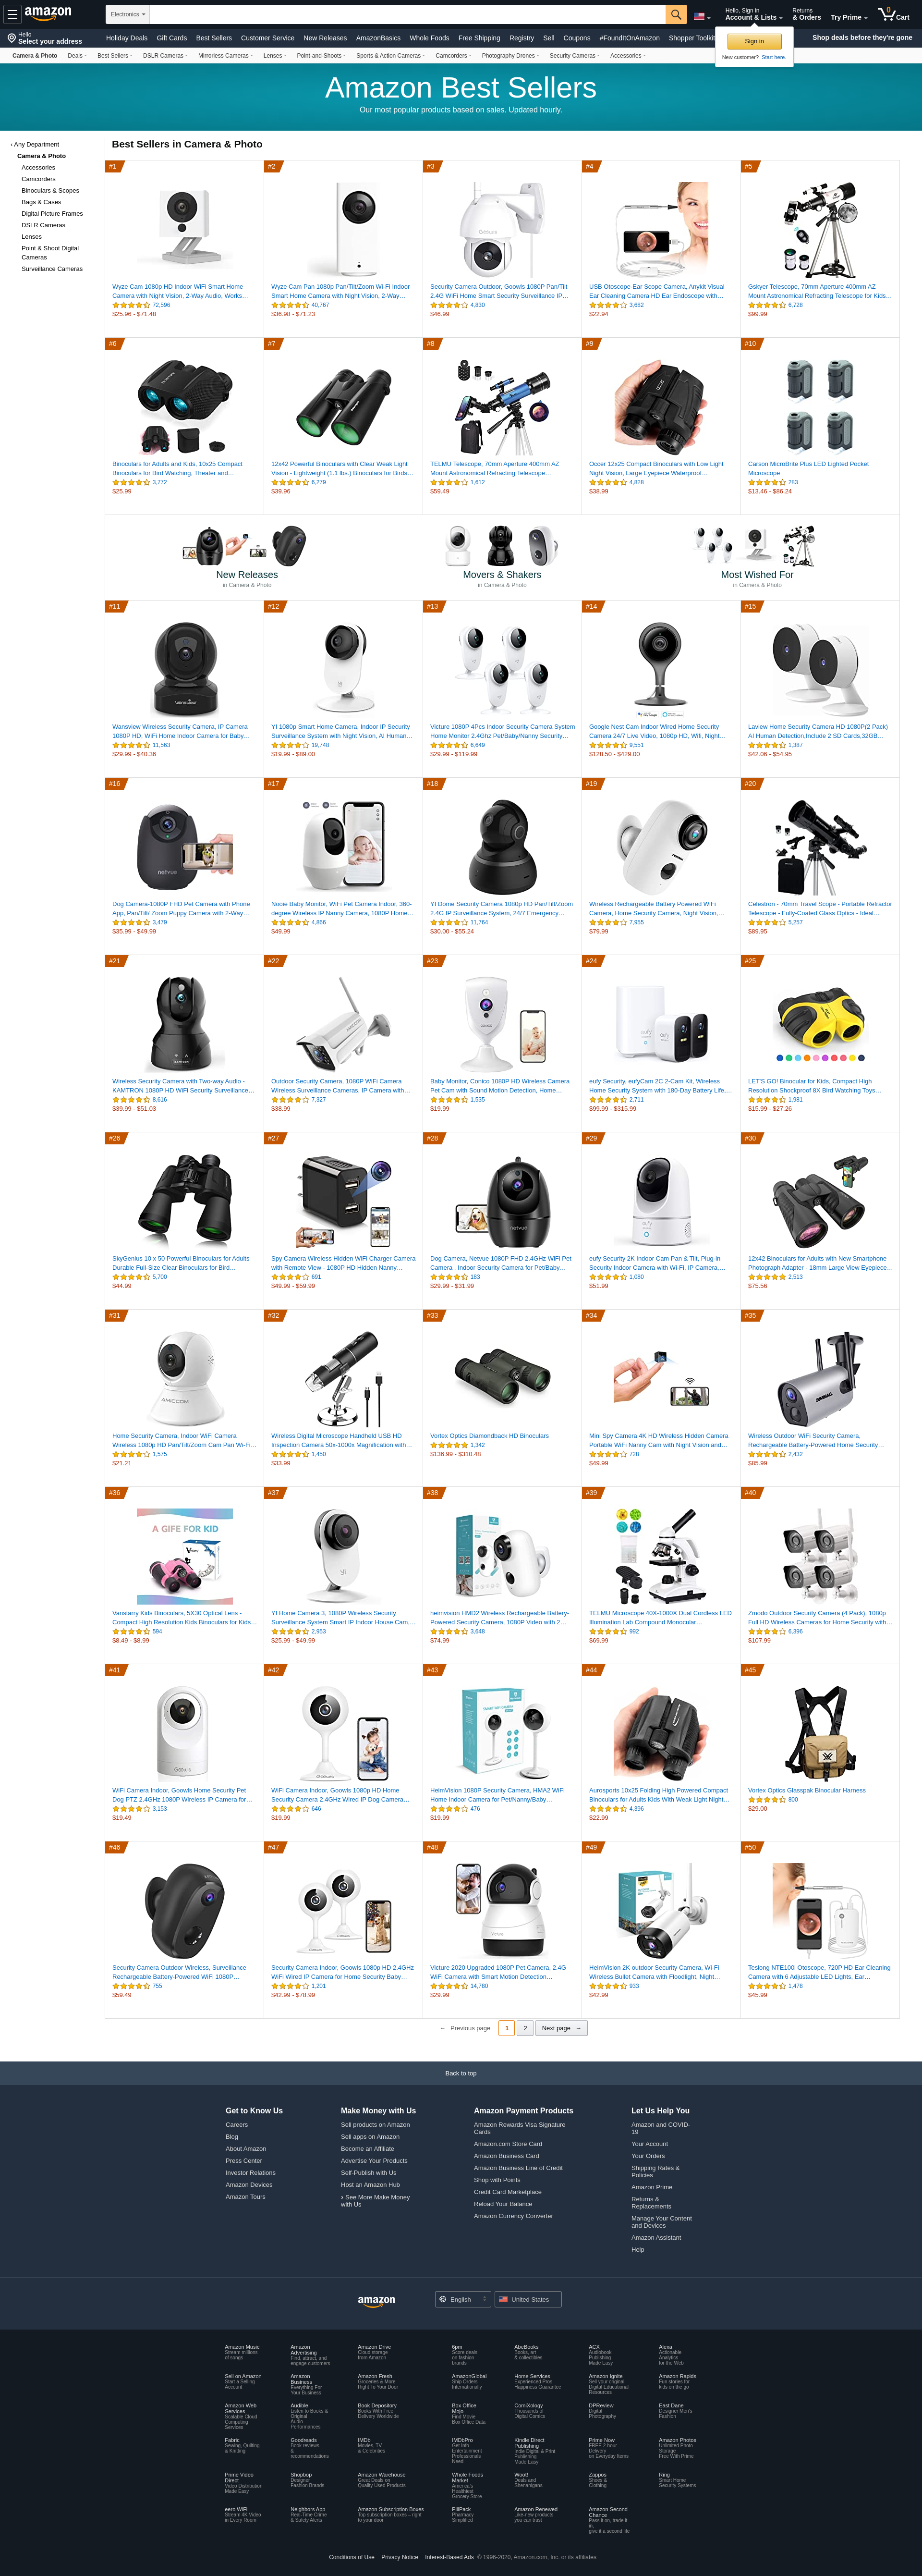 amazon
Electronics
Hello, Sign in
Account & Lists
Returns
& Orders
Try Prime
0
Cart
Hello
Select your address
Holiday Deals Gift Cards Best Sellers Customer Service New Releases AmazonBasics Whole Foods Free Shipping Registry Sell Coupons #FoundItOnAmazon Shopper Toolkit
Shop deals before they're gone
Sign in
New customer? Start here.
Camera & Photo Deals Best Sellers DSLR Cameras Mirrorless Cameras Lenses Point-and-Shoots Sports & Action Cameras Camcorders Photography Drones Security Cameras Accessories
Amazon Best Sellers
Our most popular products based on sales. Updated hourly.
‹ Any Department
Camera & Photo
Accessories
Camcorders
Binoculars & Scopes
Bags & Cases
Digital Picture Frames
DSLR Cameras
Lenses
Point & Shoot Digital
Cameras
Surveillance Cameras
Best Sellers in Camera & Photo
#1
Wyze Cam 1080p HD Indoor WiFi Smart Home
Camera with Night Vision, 2-Way Audio, Works…
72,596
$25.96 - $71.48
#2
Wyze Cam Pan 1080p Pan/Tilt/Zoom Wi-Fi Indoor
Smart Home Camera with Night Vision, 2-Way…
40,767
$36.98 - $71.23
#3
Security Camera Outdoor, Goowls 1080P Pan/Tilt
2.4G WiFi Home Smart Security Surveillance IP…
4,830
$46.99
#4
USB Otoscope-Ear Scope Camera, Anykit Visual
Ear Cleaning Camera HD Ear Endoscope with…
3,682
$22.94
#5
Gskyer Telescope, 70mm Aperture 400mm AZ
Mount Astronomical Refracting Telescope for Kids…
6,728
$99.99
#6
Binoculars for Adults and Kids, 10x25 Compact
Binoculars for Bird Watching, Theater and…
3,772
$25.99
#7
12x42 Powerful Binoculars with Clear Weak Light
Vision - Lightweight (1.1 lbs.) Binoculars for Birds…
6,279
$39.96
#8
TELMU Telescope, 70mm Aperture 400mm AZ
Mount Astronomical Refracting Telescope…
1,612
$59.49
#9
Occer 12x25 Compact Binoculars with Low Light
Night Vision, Large Eyepiece Waterproof…
4,828
$38.99
#10
Carson MicroBrite Plus LED Lighted Pocket
Microscope
283
$13.46 - $86.24
New Releases
in Camera & Photo
Movers & Shakers
in Camera & Photo
Most Wished For
in Camera & Photo
#11
Wansview Wireless Security Camera, IP Camera
1080P HD, WiFi Home Indoor Camera for Baby…
11,563
$29.99 - $40.36
#12
YI 1080p Smart Home Camera, Indoor IP Security
Surveillance System with Night Vision, AI Human…
19,748
$19.99 - $89.00
#13
Victure 1080P 4Pcs Indoor Security Camera System
Home Monitor 2.4Ghz Pet/Baby/Nanny Security…
6,649
$29.99 - $119.99
#14
Google Nest Cam Indoor Wired Home Security
Camera 24/7 Live Video, 1080p HD, Wifi, Night…
9,551
$128.50 - $429.00
#15
Laview Home Security Camera HD 1080P(2 Pack)
AI Human Detection,Include 2 SD Cards,32GB…
1,387
$42.06 - $54.95
#16
netvue
Dog Camera-1080P FHD Pet Camera with Phone
App, Pan/Tilt/ Zoom Puppy Camera with 2-Way…
3,479
$35.99 - $49.99
#17
Nooie Baby Monitor, WiFi Pet Camera Indoor, 360-
degree Wireless IP Nanny Camera, 1080P Home…
4,866
$49.99
#18
YI Dome Security Camera 1080p HD Pan/Tilt/Zoom
2.4G IP Surveillance System, 24/7 Emergency…
11,764
$30.00 - $55.24
#19
Wireless Rechargeable Battery Powered WiFi
Camera, Home Security Camera, Night Vision,…
7,955
$79.99
#20
Celestron - 70mm Travel Scope - Portable Refractor
Telescope - Fully-Coated Glass Optics - Ideal…
5,257
$89.95
#21
Wireless Security Camera with Two-way Audio -
KAMTRON 1080P HD WiFi Security Surveillance…
8,616
$39.99 - $51.03
#22
Outdoor Security Camera, 1080P WiFi Camera
Wireless Surveillance Cameras, IP Camera with…
7,327
$38.99
#23
Baby Monitor, Conico 1080P HD Wireless Camera
Pet Cam with Sound Motion Detection, Home…
1,535
$19.99
#24
eufy Security, eufyCam 2C 2-Cam Kit, Wireless
Home Security System with 180-Day Battery Life,…
2,711
$99.99 - $315.99
#25
LET'S GO! Binocular for Kids, Compact High
Resolution Shockproof 8X Bird Watching Toys…
1,981
$15.99 - $27.26
#26
SkyGenius 10 x 50 Powerful Binoculars for Adults
Durable Full-Size Clear Binoculars for Bird…
5,700
$44.99
#27
Spy Camera Wireless Hidden WiFi Charger Camera
with Remote View - 1080P HD Hidden Nanny…
691
$49.99 - $59.99
#28
netvue
Dog Camera, Netvue 1080P FHD 2.4GHz WiFi Pet
Camera , Indoor Security Camera for Pet/Baby…
183
$29.99 - $31.99
#29
eufy Security 2K Indoor Cam Pan & Tilt, Plug-in
Security Indoor Camera with Wi-Fi, IP Camera,…
1,080
$51.99
#30
12x42 Binoculars for Adults with New Smartphone
Photograph Adapter - 18mm Large View Eyepiece…
2,513
$75.56
#31
AMICCOM
Home Security Camera, Indoor WiFi Camera
Wireless 1080P HD Pan/Tilt/Zoom Cam Pan Wi-Fi…
1,575
$21.21
#32
Wireless Digital Microscope Handheld USB HD
Inspection Camera 50x-1000x Magnification with…
1,450
$33.99
#33
Vortex Optics Diamondback HD Binoculars
1,342
$136.99 - $310.48
#34
Mini Spy Camera 4K HD Wireless Hidden Camera
Portable WiFi Nanny Cam with Night Vision and…
728
$49.99
#35
Wireless Outdoor WiFi Security Camera,
Rechargeable Battery-Powered Home Security…
2,432
$85.99
#36
A GIFE FOR KID
Vanstarry Kids Binoculars, 5X30 Optical Lens -
Compact High Resolution Kids Binoculars for Kids…
594
$8.49 - $8.99
#37
YI Home Camera 3, 1080P Wireless Security
Surveillance System Smart IP Indoor House Cam,…
2,953
$25.99 - $49.99
#38
heimvision HMD2 Wireless Rechargeable Battery-
Powered Security Camera, 1080P Video with 2…
3,648
$74.99
#39
TELMU Microscope 40X-1000X Dual Cordless LED
Illumination Lab Compound Monocular…
992
$69.99
#40
Zmodo Outdoor Security Camera (4 Pack), 1080p
Full HD Wireless Cameras for Home Security with…
6,396
$107.99
#41
WiFi Camera Indoor, Goowls Home Security Pet
Dog PTZ 2.4GHz 1080P Wireless IP Camera for…
3,153
$19.49
#42
WiFi Camera Indoor, Goowls 1080p HD Home
Security Camera 2.4GHz Wired IP Dog Camera…
646
$19.99
#43
HeimVision 1080P Security Camera, HMA2 WiFi
Home Indoor Camera for Pet/Nanny/Baby…
476
$19.99
#44
Aurosports 10x25 Folding High Powered Compact
Binoculars for Adults Kids With Weak Light Night…
4,396
$22.99
#45
Vortex Optics Glasspak Binocular Harness
800
$29.00
#46
Security Camera Outdoor Wireless, Surveillance
Rechargeable Battery-Powered WiFi 1080P…
755
$59.49
#47
Security Camera Indoor, Goowls 1080p HD 2.4GHz
WiFi Wired IP Camera for Home Security Baby…
1,201
$42.99 - $78.99
#48
Victure 2020 Upgraded 1080P Pet Camera, 2.4G
WiFi Camera with Smart Motion Detection…
14,780
$29.99
#49
HeimVision 2K outdoor Security Camera, Wi-Fi
Wireless Bullet Camera with Floodlight, Night…
933
$42.99
#50
Teslong NTE100i Otoscope, 720P HD Ear Cleaning
Camera with 6 Adjustable LED Lights, Ear…
1,478
$45.99
← Previous page 1 2 Next page →
Back to top
Get to Know Us
Careers
Blog
About Amazon
Press Center
Investor Relations
Amazon Devices
Amazon Tours
Make Money with Us
Sell products on Amazon
Sell apps on Amazon
Become an Affiliate
Advertise Your Products
Self-Publish with Us
Host an Amazon Hub
› See More Make Money
with Us
Amazon Payment Products
Amazon Rewards Visa Signature
Cards
Amazon.com Store Card
Amazon Business Card
Amazon Business Line of Credit
Shop with Points
Credit Card Marketplace
Reload Your Balance
Amazon Currency Converter
Let Us Help You
Amazon and COVID-
19
Your Account
Your Orders
Shipping Rates &
Policies
Amazon Prime
Returns &
Replacements
Manage Your Content
and Devices
Amazon Assistant
Help
amazon
English
United States
Amazon Music
Stream millions
of songs
Amazon
Advertising
Find, attract, and
engage customers
Amazon Drive
Cloud storage
from Amazon
6pm
Score deals
on fashion
brands
AbeBooks
Books, art
& collectibles
ACX
Audiobook
Publishing
Made Easy
Alexa
Actionable
Analytics
for the Web
Sell on Amazon
Start a Selling
Account
Amazon
Business
Everything For
Your Business
Amazon Fresh
Groceries & More
Right To Your Door
AmazonGlobal
Ship Orders
Internationally
Home Services
Experienced Pros
Happiness Guarantee
Amazon Ignite
Sell your original
Digital Educational
Resources
Amazon Rapids
Fun stories for
kids on the go
Amazon Web
Services
Scalable Cloud
Computing
Services
Audible
Listen to Books &
Original
Audio
Performances
Book Depository
Books With Free
Delivery Worldwide
Box Office
Mojo
Find Movie
Box Office Data
ComiXology
Thousands of
Digital Comics
DPReview
Digital
Photography
East Dane
Designer Men's
Fashion
Fabric
Sewing, Quilting
& Knitting
Goodreads
Book reviews
&
recommendations
IMDb
Movies, TV
& Celebrities
IMDbPro
Get Info
Entertainment
Professionals
Need
Kindle Direct
Publishing
Indie Digital & Print
Publishing
Made Easy
Prime Now
FREE 2-hour
Delivery
on Everyday Items
Amazon Photos
Unlimited Photo
Storage
Free With Prime
Prime Video
Direct
Video Distribution
Made Easy
Shopbop
Designer
Fashion Brands
Amazon Warehouse
Great Deals on
Quality Used Products
Whole Foods
Market
America's
Healthiest
Grocery Store
Woot!
Deals and
Shenanigans
Zappos
Shoes &
Clothing
Ring
Smart Home
Security Systems
eero WiFi
Stream 4K Video
in Every Room
Neighbors App
Real-Time Crime
& Safety Alerts
Amazon Subscription Boxes
Top subscription boxes – right
to your door
PillPack
Pharmacy
Simplified
Amazon Renewed
Like-new products
you can trust
Amazon Second
Chance
Pass it on, trade it
in,
give it a second life
Conditions of Use Privacy Notice Interest-Based Ads © 1996-2020, Amazon.com, Inc. or its affiliates